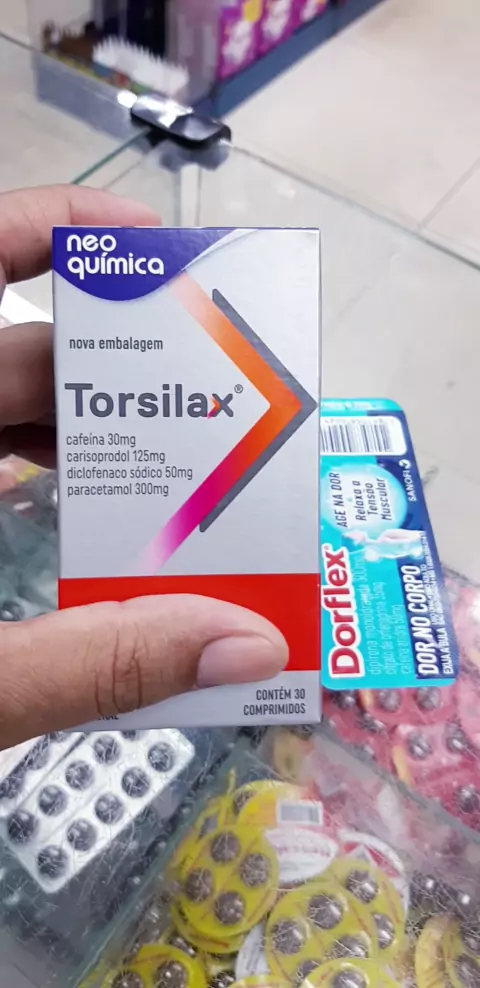 neo
química
nova embalagem
Torsilax®
cafeína 30mg
carisoprodol 125mg
diclofenaco sódico 50mg
paracetamol 300mg
CONTÉM 30
COMPRIMIDOS
SANOFI
AGE NA DOR
Relaxa a
Tensão
Muscular
Dorflex®
DOR NO CORPO